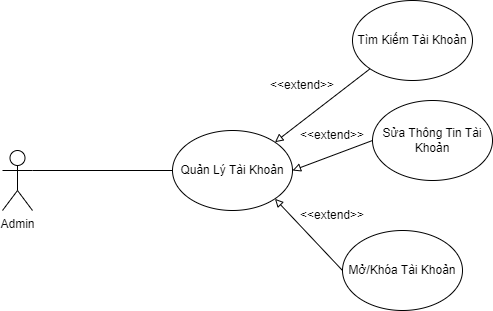 Tìm Kiếm Tài Khoản
<<extend>>
<<extend>>
Sửa Thông Tin Tài
Khoản
Quản Lý Tài Khoản
Admin
<<extend>>
Mở/Khóa Tài Khoản